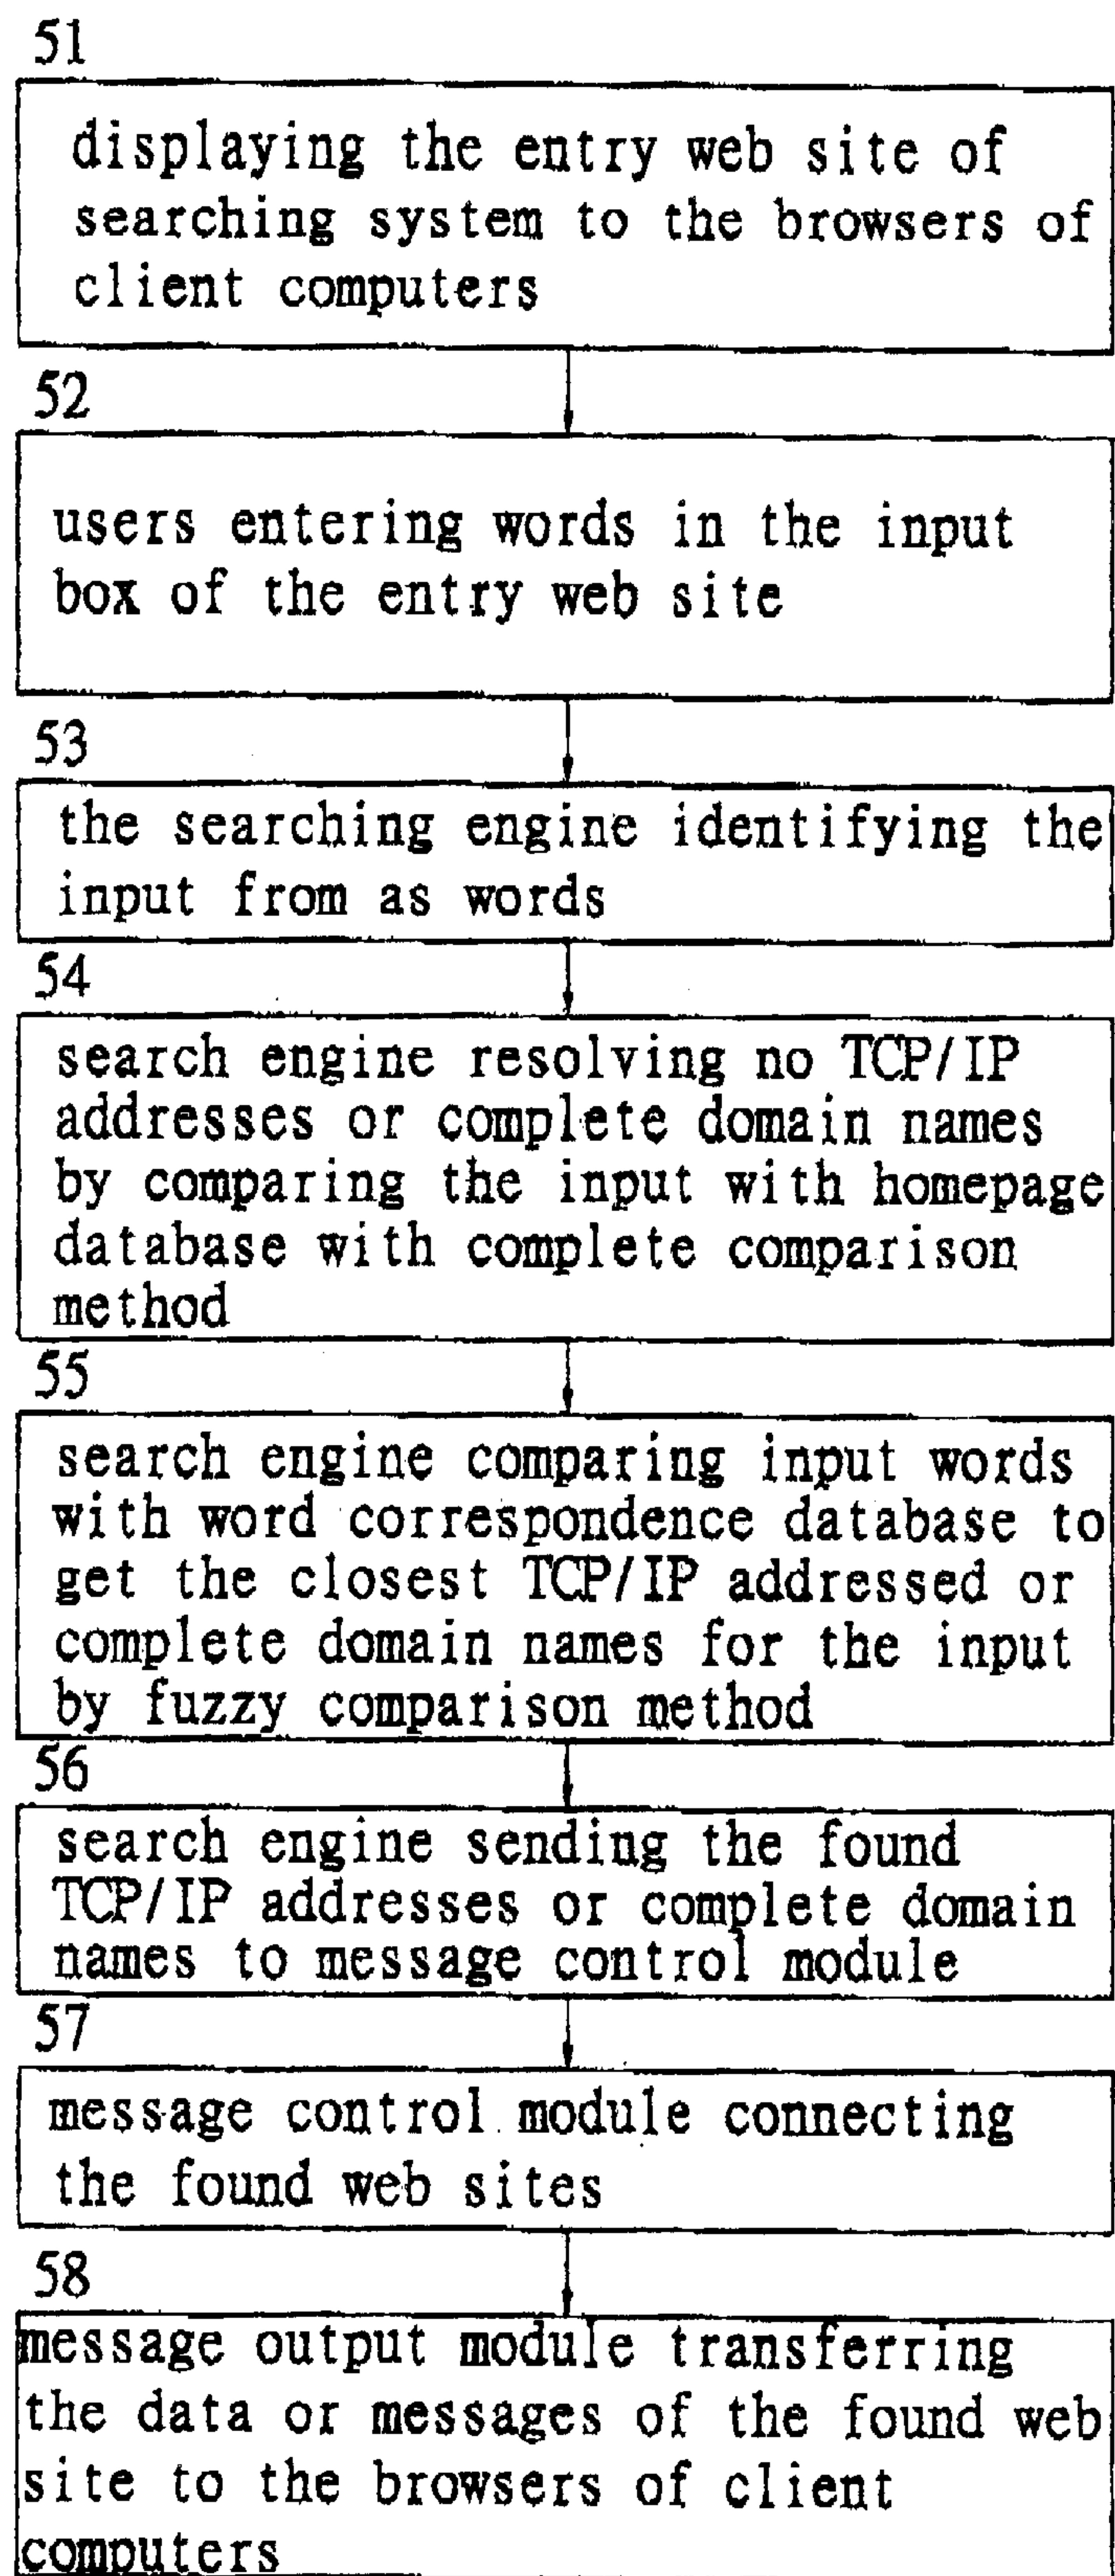 51
displaying the entry web site of
searching system to the browsers of
client computers
52
users entering words in the input
box of the entry web site
53
the searching engine identifying the
input from as words
54
search engine resolving no TCP/IP
addresses or complete domain names
by comparing the input with homepage
database with complete comparison
method
55
search engine comparing input words
with word correspondence database to
get the closest TCP/IP addressed or
complete domain names for the input
by fuzzy comparison method
56
search engine sending the found
TCP/IP addresses or complete domain
names to message control module
57
message control module connecting
the found web sites
58
message output module transferring
the data or messages of the found web
site to the browsers of client
computers